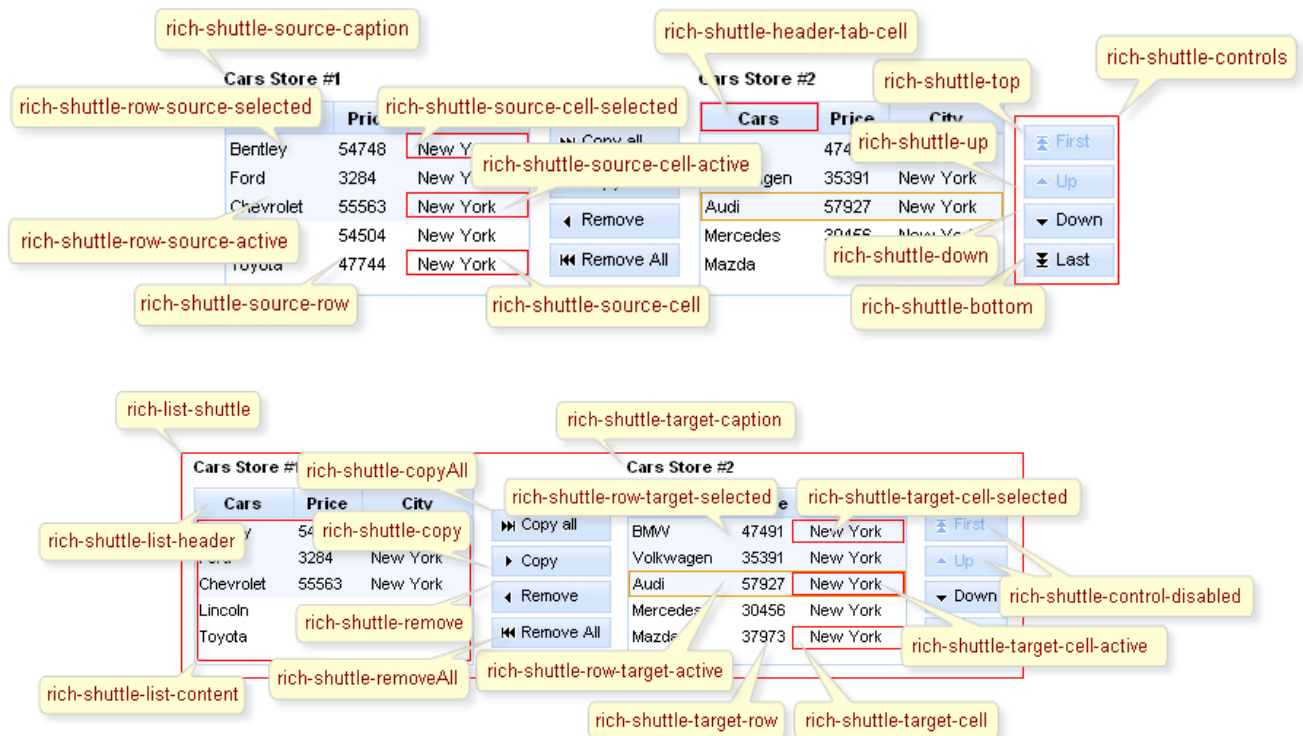 rich-shuttle-source-caption
rich-shuttle-header-tab-cell
rich-shuttle-controls
Cars Store #1
Cars Store #2
rich-shuttle-top
rich-shuttle-row-source-selected
rich-shuttle-source-cell-selected
Cars Price City
Copy all
First
rich-shuttle-up
Bentley 54748 New
rich-shuttle-source-cell-active
Ford 3284
35391 New York
Up
Chevrolet 55563 New York
Remove
Audi 57927 New York
Down
rich-shuttle-row-source-active
54504 New York
Mercedes 30456 New York
rich-shuttle-down
Toyota 47744 New York
Remove All
Mazda
Last
rich-shuttle-source-row
rich-shuttle-source-cell
rich-shuttle-bottom
rich-list-shuttle
rich-shuttle-target-caption
Cars Store #1
rich-shuttle-copyAll
Cars Store #2
Cars Price City
rich-shuttle-row-target-selected
rich-shuttle-target-cell-selected
rich-shuttle-list-header
rich-shuttle-copy
Copy all
BMW 47491 New York
First
3284 New York
Copy
Volkwagen 35391 New York
Up
Chevrolet 55563 New York
Remove
Audi 57927 New York
Down
rich-shuttle-control-disabled
Lincoln
rich-shuttle-remove
Mercedes 30456 New York
Toyota
Remove All
Mazda 37973 New York
rich-shuttle-target-cell-active
rich-shuttle-list-content
rich-shuttle-removeAll
rich-shuttle-row-target-active
rich-shuttle-target-row
rich-shuttle-target-cell